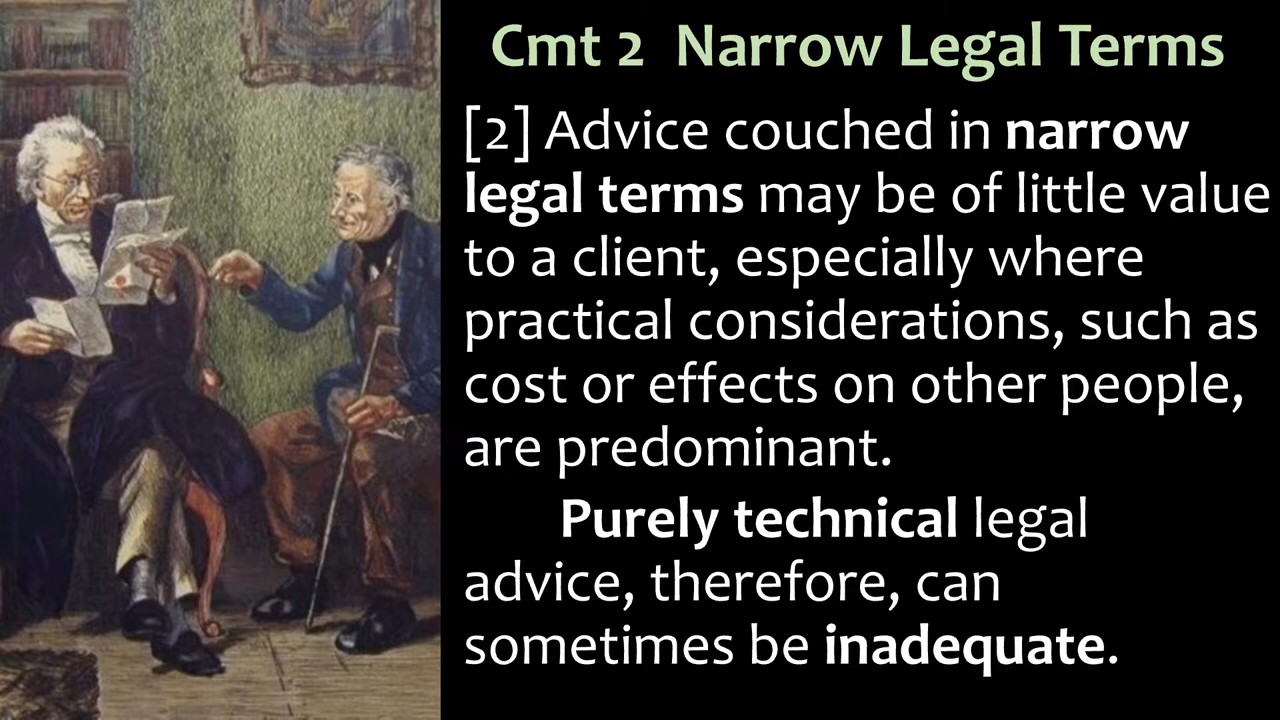 Cmt 2 Narrow Legal Terms
[2] Advice couched in narrow
legal terms may be of little value
to a client, especially where
practical considerations, such as
cost or effects on other people,
are predominant.
Purely technical legal
advice, therefore, can
sometimes be inadequate.